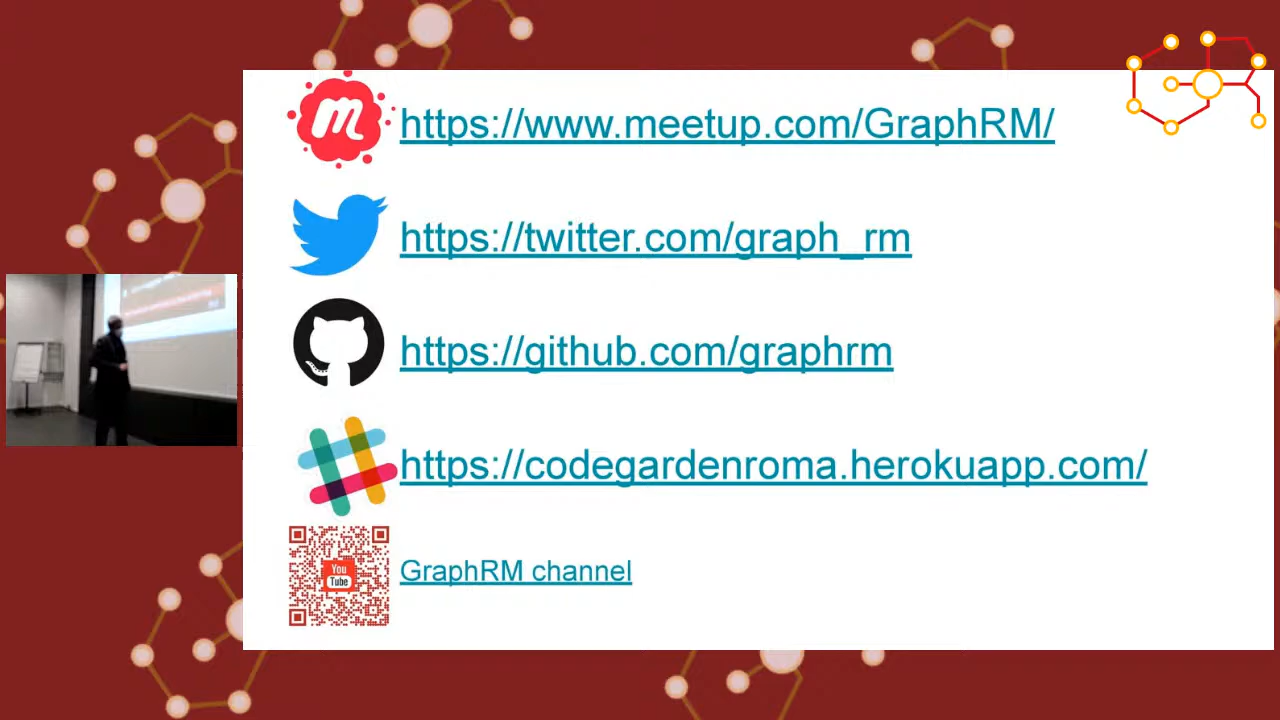 m
https://www.meetup.com/GraphRM/
https://twitter.com/graph_rm
https://github.com/graphrm
https://codegardenroma.herokuapp.com/
You
Tube
GraphRM channel